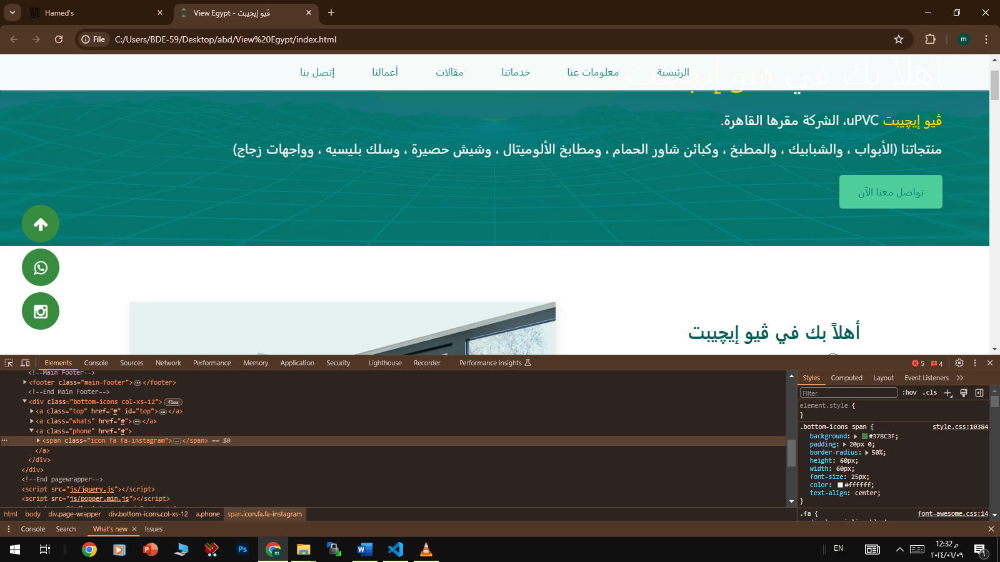 Hamed's
View Egypt - ڤيو إيچيبت
File
C:/Users/BDE-59/Desktop/abd/View%20Egypt/index.html
m
الرئيسية
معلومات عنا
خدماتنا
مقالات
أعمالنا
إتصل بنا
أهلاً بك في ڤيو إيچيبت
ڤيو إيچيبت uPVC، الشركة مقرها القاهرة.
منتجاتنا (الأبواب ، والشبابيك ، والمطبخ ، وكبائن شاور الحمام ، ومطابخ الألوميتال ، وشيش حصيرة ، وسلك بليسيه ، وواجهات زجاج)
تواصل معنا الآن
أهلاً بك في ڤيو إيچيبت
Elements Console Sources Network Performance Memory Application Security Lighthouse Recorder Performance insights
5 4
<!--Main Footer-->
<footer class="main-footer">…</footer>
<!--End Main Footer-->
<div class="bottom-icons col-xs-12"> flex
<a class="top" href="#" id="top">…</a>
<a class="whats" href="#">…</a>
<a class="phone" href="#">
<span class="icon fa fa-instagram">…</span> == $0
</a>
</div>
</div>
<!--End pagewrapper-->
<script src="js/jquery.js"></script>
<script src="js/popper.min.js"></script>
html body div.page-wrapper div.bottom-icons.col-xs-12 a.phone span.icon.fa.fa-instagram
Styles Computed Layout Event Listeners
Filter :hov .cls
element.style {
}
.bottom-icons span { style.css:10384
background: #378C3F;
padding: 20px 0;
border-radius: 50%;
height: 60px;
width: 60px;
font-size: 25px;
color: #ffffff;
text-align: center;
}
.fa { font-awesome.css:14
Console Search What's new Issues
Ps
m
EN
12:32 م
٢٠٢٤/٠٦/٠٩
١